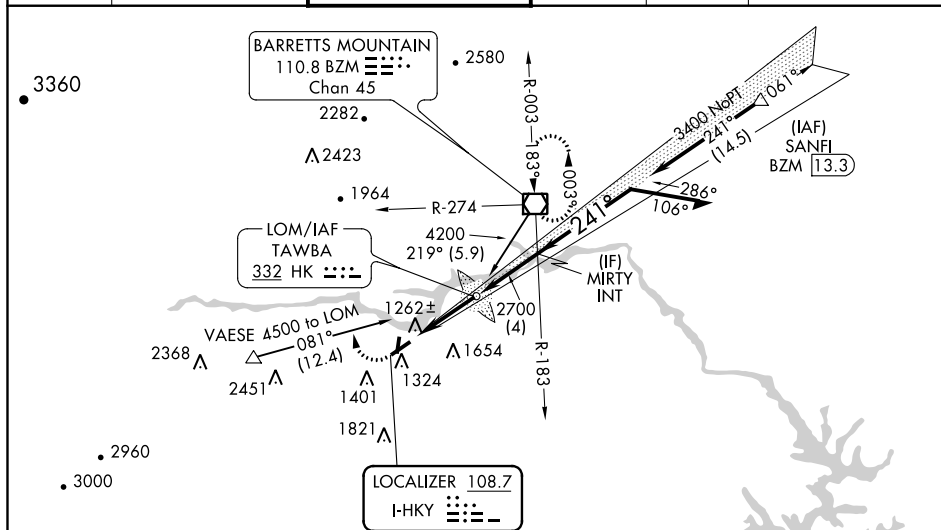 BARRETTS MOUNTAIN
110.8 BZM
Chan 45
2580
3360
2282
2423
1964
R-003
183°
003°
R-274
3400 NoPT
241°
(14.5)
061°
(IAF)
SANFI
BZM 13.3
286°
106°
241°
LOM/IAF
TAWBA
332 HK
4200
219° (5.9)
(IF)
MIRTY
INT
2700
(4)
R-183
1262±
VAESE 4500 to LOM
081°
(12.4)
2368
2451
1401
1324
1654
1821
2960
3000
LOCALIZER 108.7
I-HKY